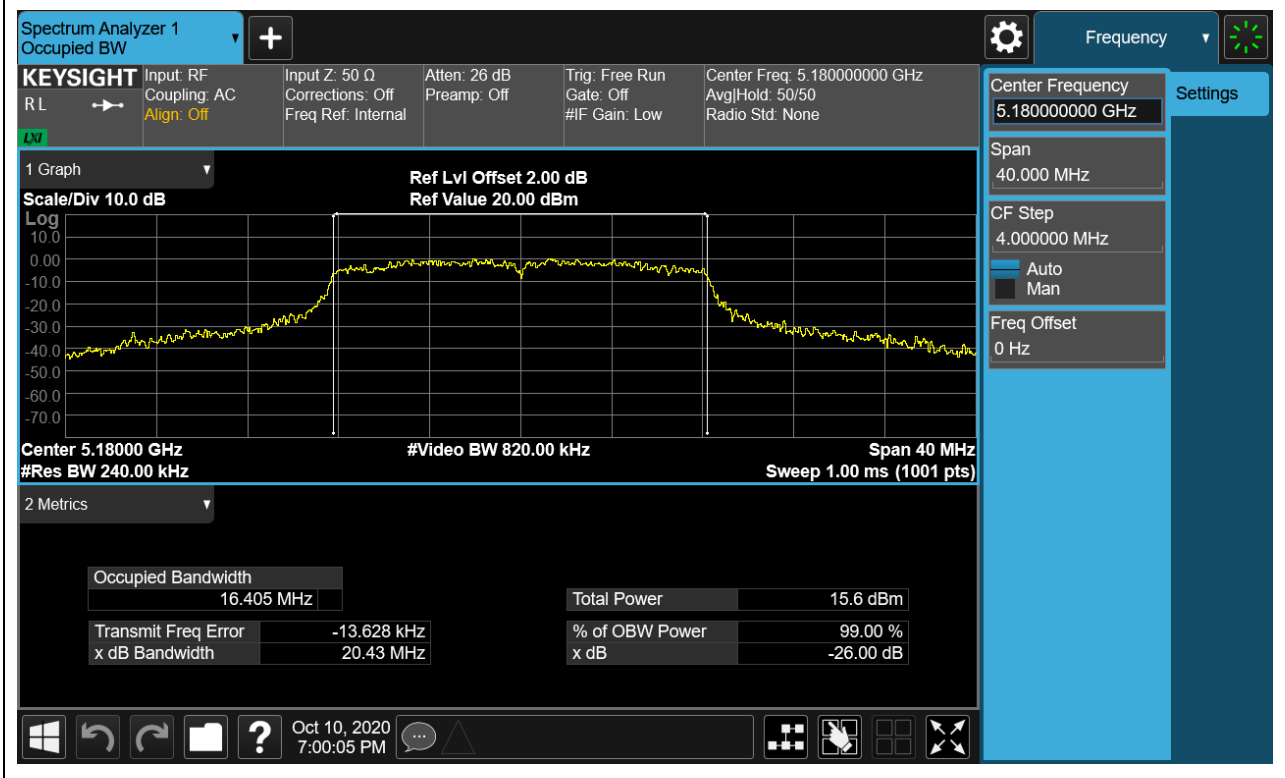 Spectrum Analyzer 1
Occupied BW
+
Frequency
KEYSIGHT
R L
LXI
Input: RF
Coupling: AC
Align: Off
Input Z: 50 Ω
Corrections: Off
Freq Ref: Internal
Atten: 26 dB
Preamp: Off
Trig: Free Run
Gate: Off
#IF Gain: Low
Center Freq: 5.180000000 GHz
Avg|Hold: 50/50
Radio Std: None
Center Frequency
5.180000000 GHz
Settings
Span
40.000 MHz
CF Step
4.000000 MHz
Auto
Man
Freq Offset
0 Hz
1 Graph
Scale/Div 10.0 dB
Ref Lvl Offset 2.00 dB
Ref Value 20.00 dBm
Log
10.0
0.00
-10.0
-20.0
-30.0
-40.0
-50.0
-60.0
-70.0
Center 5.18000 GHz
#Res BW 240.00 kHz
#Video BW 820.00 kHz
Span 40 MHz
Sweep 1.00 ms (1001 pts)
2 Metrics
Occupied Bandwidth
16.405 MHz
Total Power 15.6 dBm
Transmit Freq Error -13.628 kHz
% of OBW Power 99.00 %
x dB Bandwidth 20.43 MHz
x dB -26.00 dB
?
Oct 10, 2020
7:00:05 PM